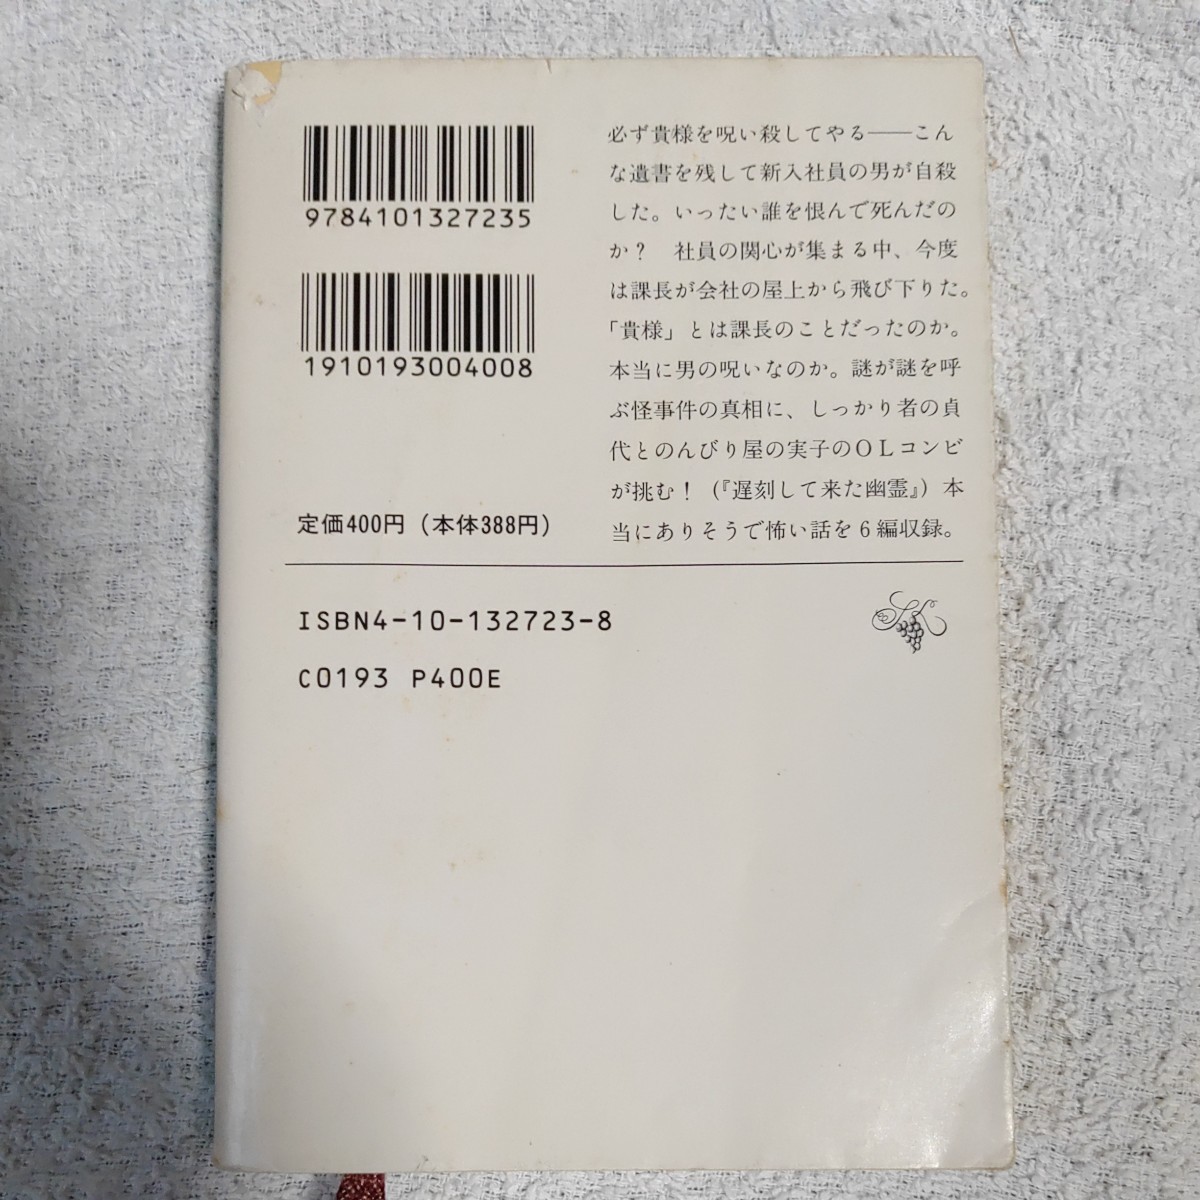 9784101327235
1910193004008
定価400円（本体388円）
必ず貴様を呪い殺してやる――こん
な遺書を残して新入社員の男が自殺
した。いったい誰を恨んで死んだの
か？　社員の関心が集まる中、今度
は課長が会社の屋上から飛び下りた。
「貴様」とは課長のことだったのか。
本当に男の呪いなのか。謎が謎を呼
ぶ怪事件の真相に、しっかり者の貞
代とのんびり屋の実子のＯＬコンビ
が挑む！（『遅刻して来た幽霊』）本
当にありそうで怖い話を６編収録。
ISBN4-10-132723-8
C0193 P400E